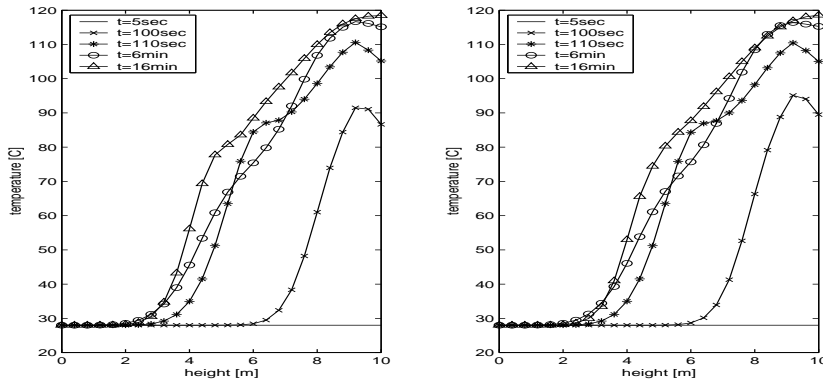 120
110
100
90
80
70
60
50
40
30
20
temperature [C]
t=5sec
t=100sec
t=110sec
t=6min
t=16min
0 2 4 6 8 10
height [m]
120
110
100
90
80
70
60
50
40
30
20
temperature [C]
t=5sec
t=100sec
t=110sec
t=6min
t=16min
0 2 4 6 8 10
height [m]